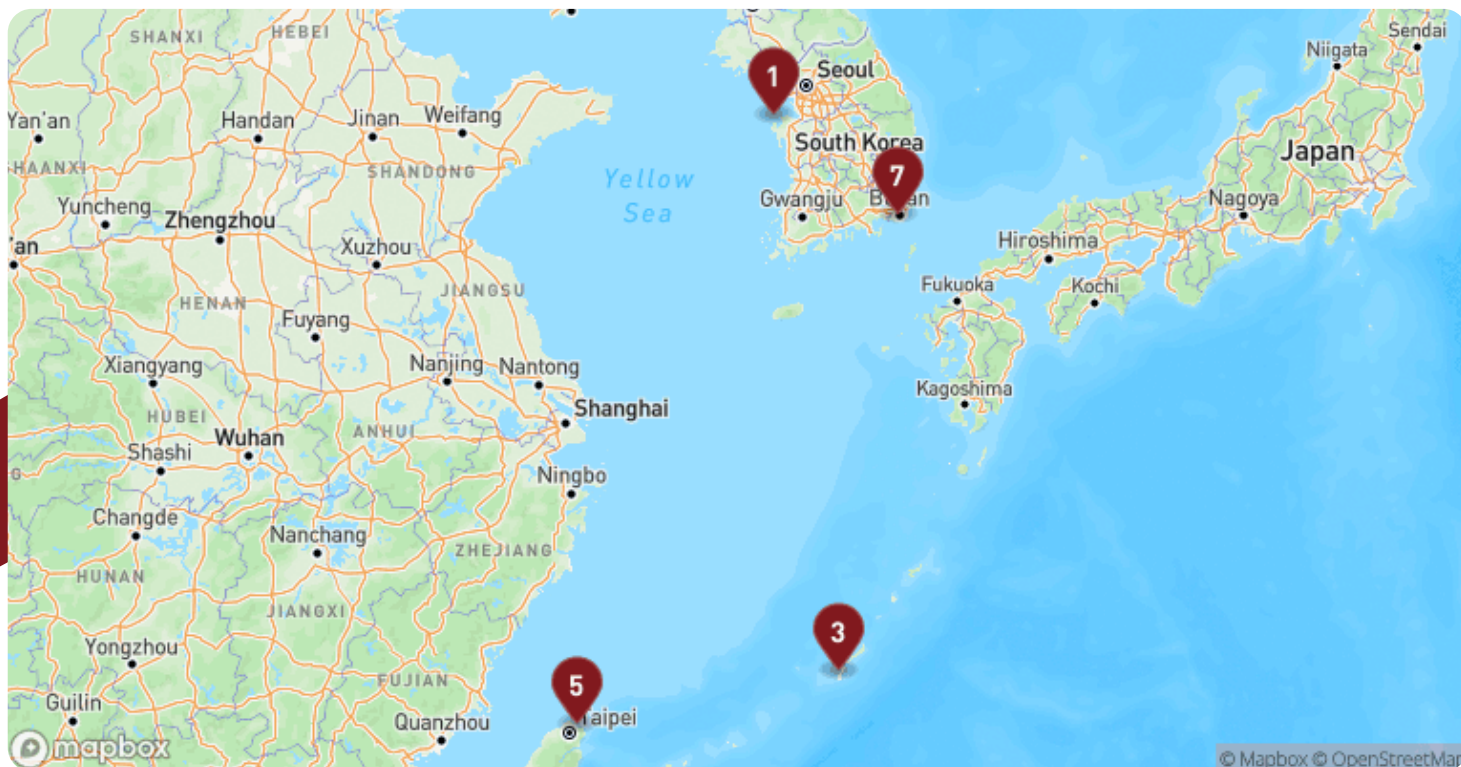 SHANXI
HEBEI
Sendai
Niigata
1
Seoul
Yan'an
Handan
Jinan
Weifang
South Korea
Japan
SHAANXI
SHANDONG
Yellow
Sea
7
Yuncheng
Gwangju
Nagoya
Zhengzhou
Xuzhou
Hiroshima
HENAN
JIANGSU
Fukuoka
Kochi
Fuyang
Xiangyang
Nanjing
Nantong
Kagoshima
HUBEI
Shanghai
Wuhan
ANHUI
Shashi
Ningbo
Changde
Nanchang
ZHEJIANG
HUNAN
JIANGXI
3
Yongzhou
FUJIAN
5
Guilin
Quanzhou
Taipei
mapbox
© Mapbox © OpenStreetMap